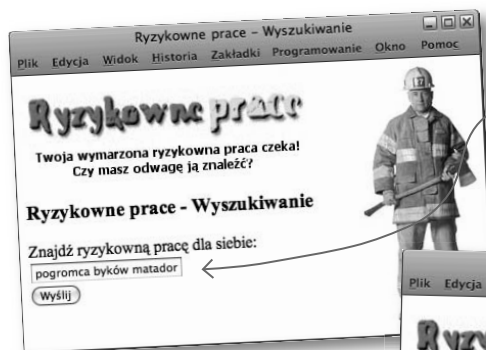 Ryzykowne prace - Wyszukiwanie
Plik Edycja Widok Historia Zakładki Programowanie Okno Pomoc
Ryzykowne prace
Twoja wymarzona ryzykowna praca czeka!
Czy masz odwagę ją znaleźć?
Ryzykowne prace - Wyszukiwanie
Znajdź ryzykowną pracę dla siebie:
pogromca byków matador
Wyślij
Plik Edycja